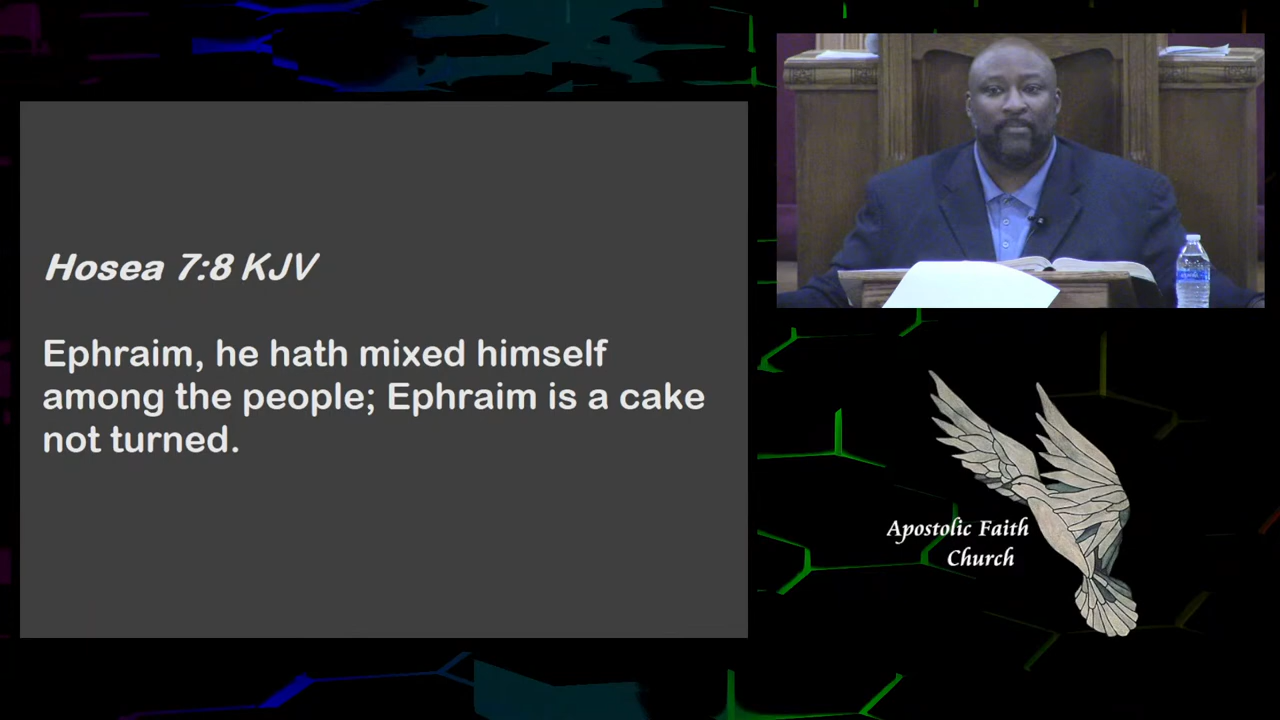 Hosea 7:8 KJV
Ephraim, he hath mixed himself
among the people; Ephraim is a cake
not turned.
Apostolic Faith
Church